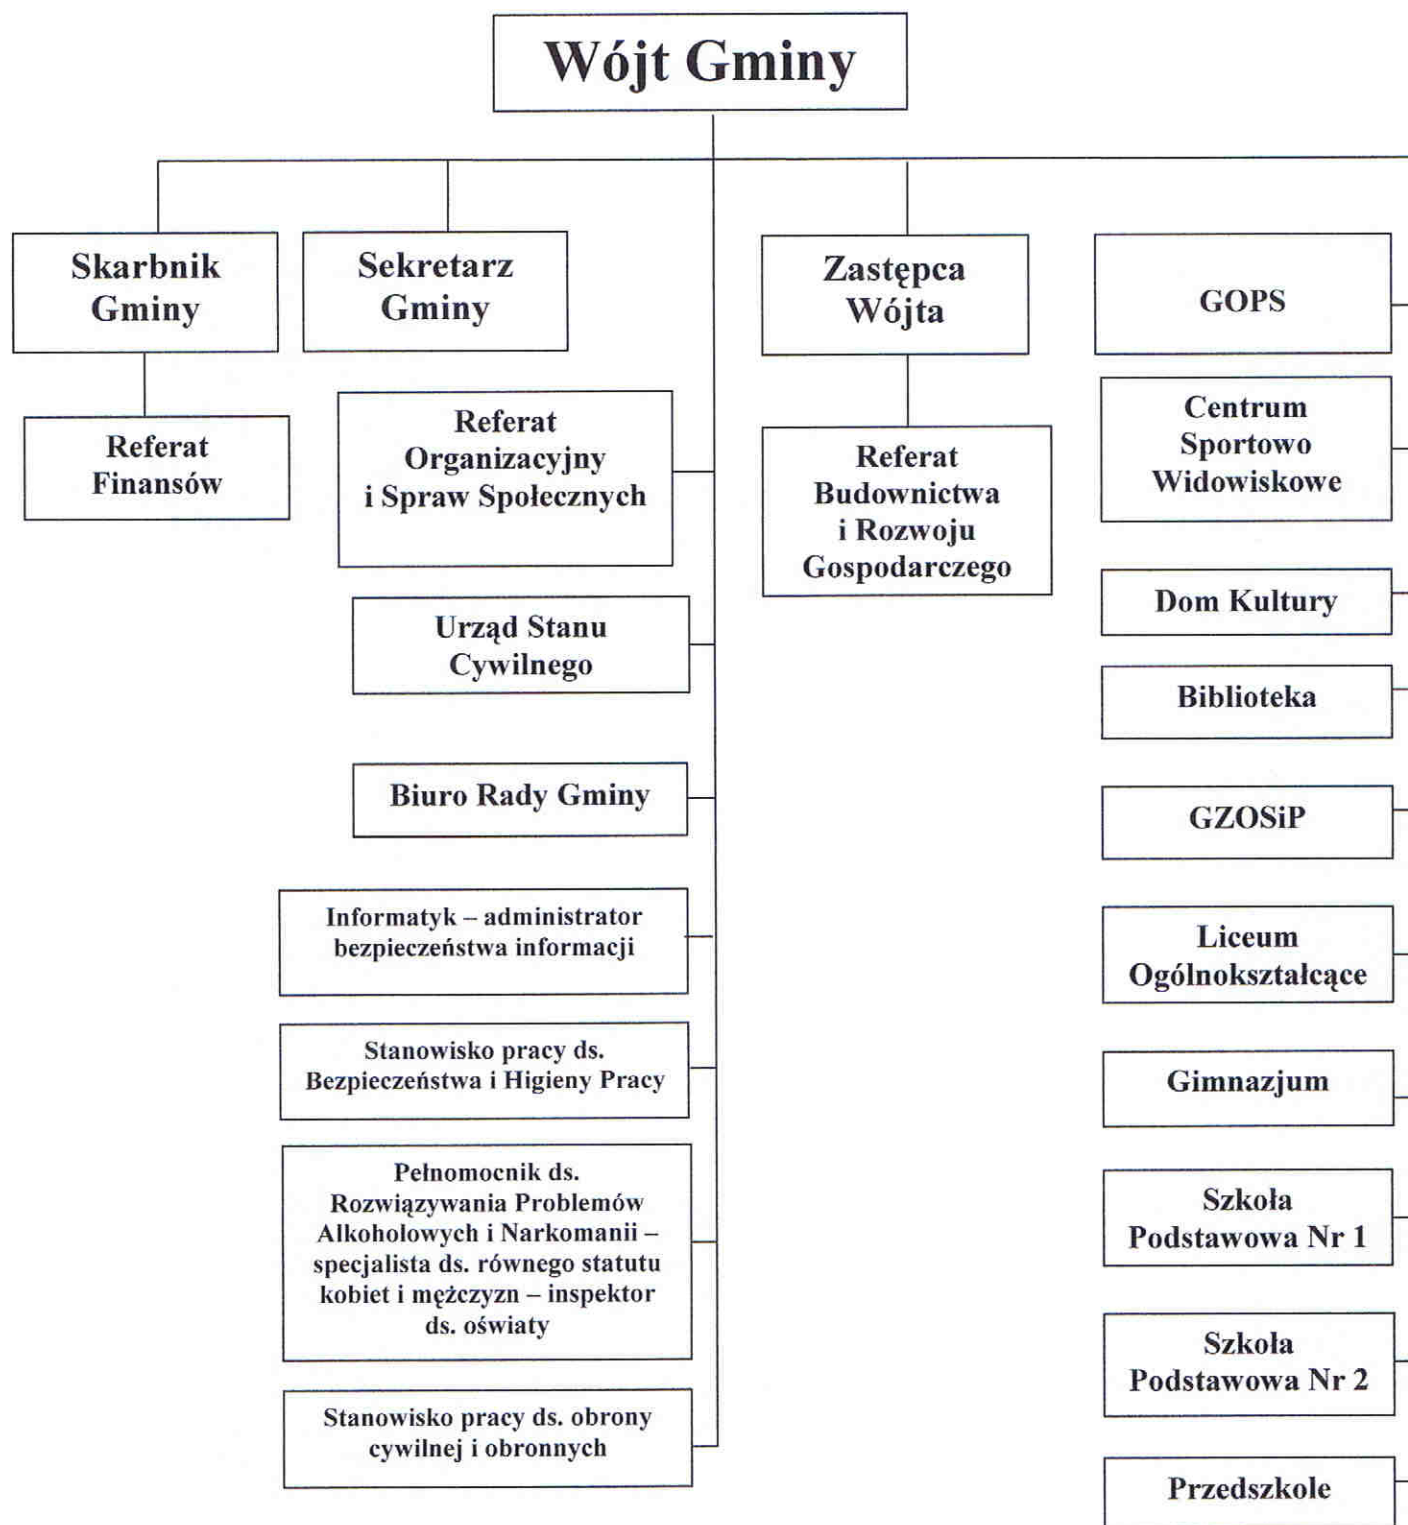 Wójt Gminy
Skarbnik
Gminy
Sekretarz
Gminy
Zastępca
Wójta
GOPS
Referat
Finansów
Referat
Organizacyjny
i Spraw Społecznych
Referat
Budownictwa
i Rozwoju
Gospodarczego
Centrum
Sportowo
Widowiskowe
Urząd Stanu
Cywilnego
Dom Kultury
Biblioteka
Biuro Rady Gminy
GZOSiP
Informatyk – administrator
bezpieczeństwa informacji
Liceum
Ogólnokształcące
Stanowisko pracy ds.
Bezpieczeństwa i Higieny Pracy
Gimnazjum
Pełnomocnik ds.
Rozwiązywania Problemów
Alkoholowych i Narkomanii –
specjalista ds. równego statutu
kobiet i mężczyzn – inspektor
ds. oświaty
Szkoła
Podstawowa Nr 1
Szkoła
Podstawowa Nr 2
Stanowisko pracy ds. obrony
cywilnej i obronnych
Przedszkole